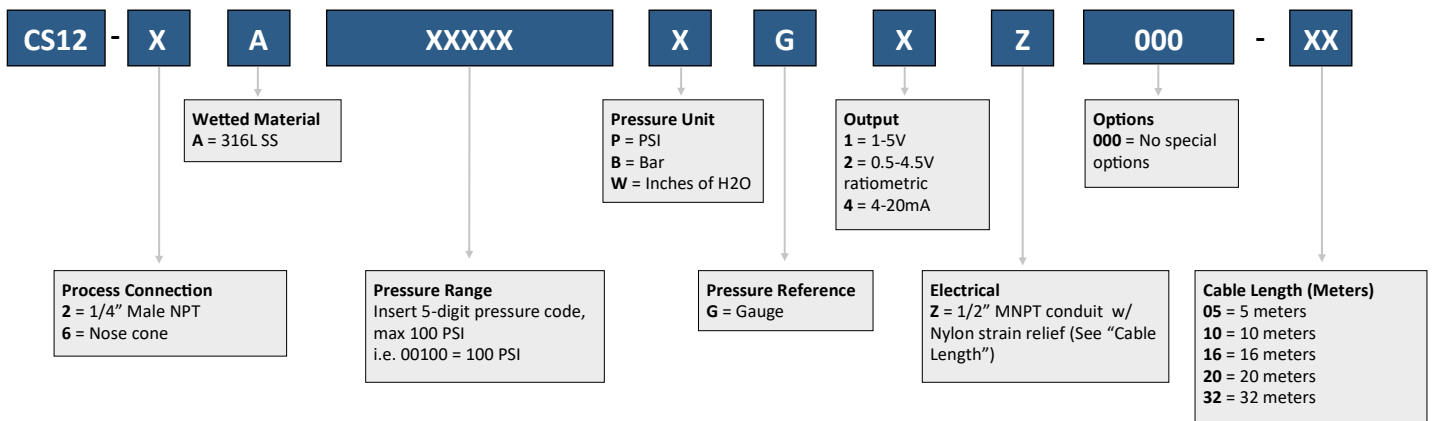 CS12 - X A XXXXX X G X Z 000 - XX
Wetted Material
A = 316L SS
Pressure Unit
P = PSI
B = Bar
W = Inches of H2O
Output
1 = 1-5V
2 = 0.5-4.5V
ratiometric
4 = 4-20mA
Options
000 = No special
options
Process Connection
2 = 1/4” Male NPT
6 = Nose cone
Pressure Range
Insert 5-digit pressure code,
max 100 PSI
i.e. 00100 = 100 PSI
Pressure Reference
G = Gauge
Electrical
Z = 1/2” MNPT conduit w/
Nylon strain relief (See “Cable
Length”)
Cable Length (Meters)
05 = 5 meters
10 = 10 meters
16 = 16 meters
20 = 20 meters
32 = 32 meters